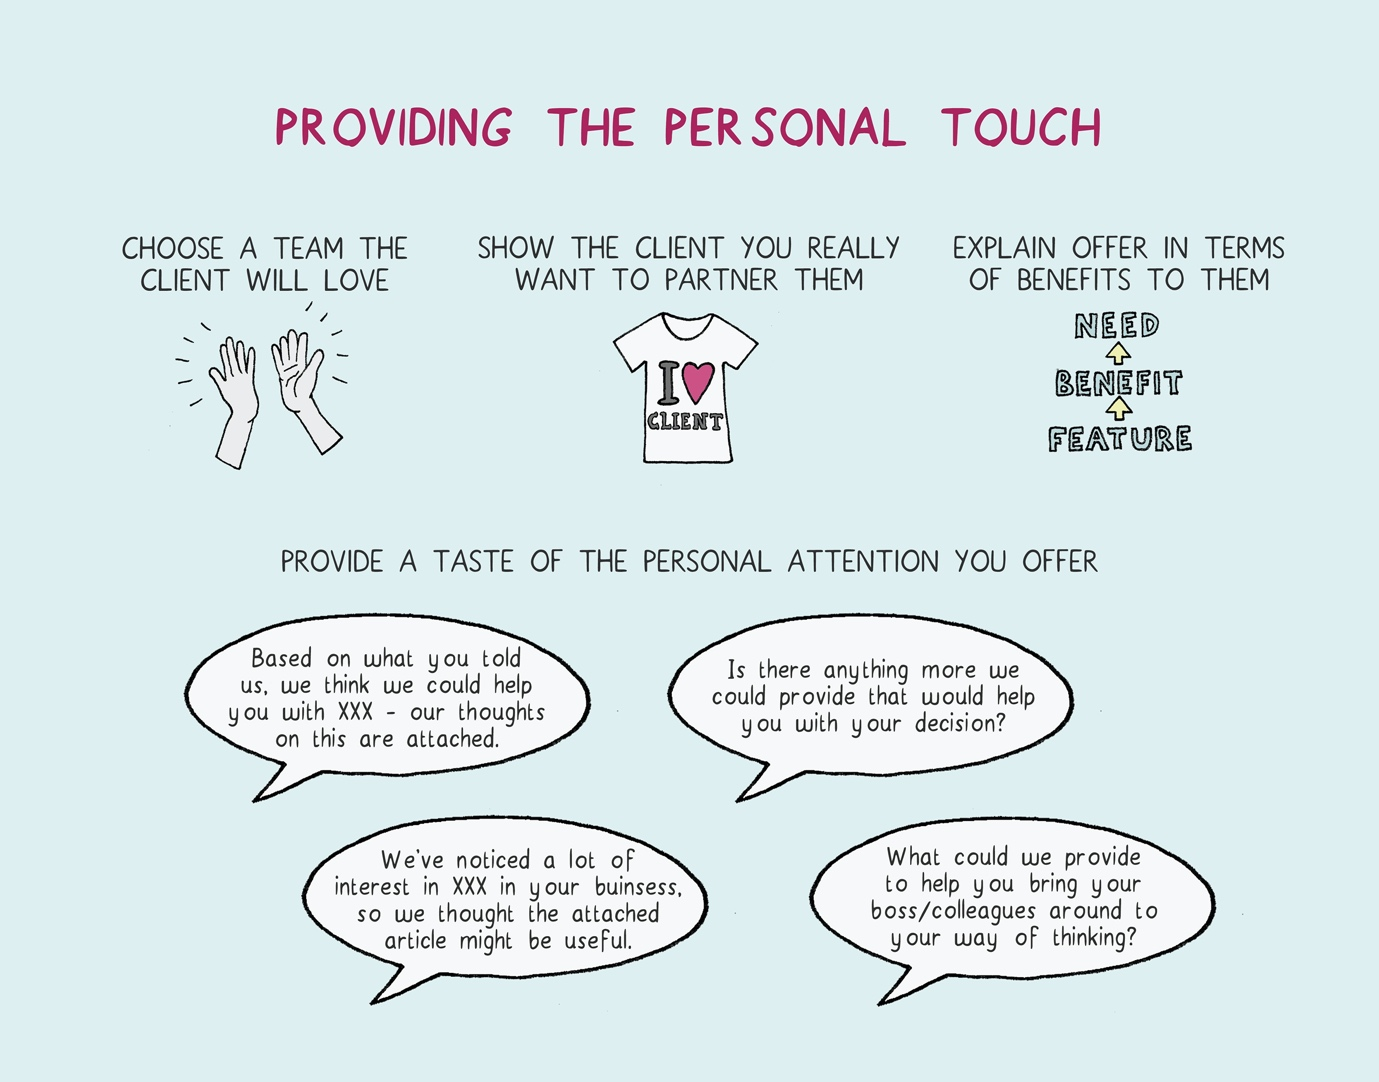 PROVIDING THE PERSONAL TOUCH
CHOOSE A TEAM THE
CLIENT WILL LOVE
SHOW THE CLIENT YOU REALLY
WANT TO PARTNER THEM
I
CLIENT
EXPLAIN OFFER IN TERMS
OF BENEFITS TO THEM
NEED
BENEFIT
FEATURE
PROVIDE A TASTE OF THE PERSONAL ATTENTION YOU OFFER
Based on what you told
us, we think we could help
you with XXX - our thoughts
on this are attached.
Is there anything more we
could provide that would help
you with your decision?
We've noticed a lot of
interest in XXX in your buinsess,
so we thought the attached
article might be useful.
What could we provide
to help you bring your
boss/colleagues around to
your way of thinking?